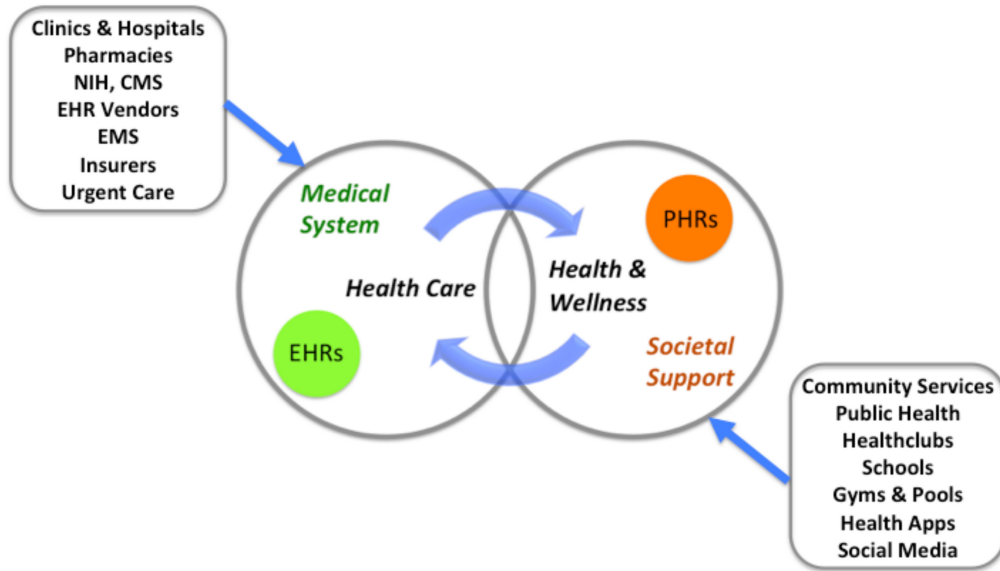 Clinics & Hospitals
Pharmacies
NIH, CMS
EHR Vendors
EMS
Insurers
Urgent Care
Medical
System
Health Care
EHRs
PHRs
Health &
Wellness
Societal
Support
Community Services
Public Health
Healthclubs
Schools
Gyms & Pools
Health Apps
Social Media